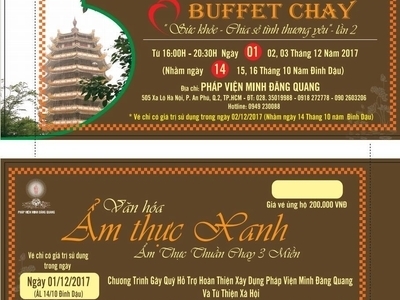 BUFFET CHAY
"Sức khỏe - Chia sẻ tình thương yêu" - lần 2
Từ 16:00H - 20:30H Ngày 01 02, 03 Tháng 12 Năm 2017
(Nhằm ngày 14 15, 16 Tháng 10 Năm Đinh Dậu)
Địa chỉ: PHÁP VIỆN MINH ĐĂNG QUANG
505 Xa Lộ Hà Nội, P. An Phú, Q.2, TP.HCM - ĐT: 028. 35019988 - 0918 272778 - 090 2603206
Hotline: 0949 230088
* Vé chỉ có giá trị sử dụng trong ngày 02/12/2017 (Nhằm ngày 14 Tháng 10 năm Đinh Dậu)
PHÁP VIỆN MINH ĐĂNG QUANG
Giá vé ủng hộ 200,000 VNĐ
Văn hóa
Ẩm thực Xanh
Ẩm Thực Thuần Chay 3 Miền
Vé chỉ có giá trị sử dụng
trong ngày
Ngày 01/12/2017
(ÂL 14/10 Đinh Dậu)
Chương Trình Gây Quỹ Hỗ Trợ Hoàn Thiện Xây Dựng Pháp Viện Minh Đăng Quang
Và Từ Thiện Xã Hội